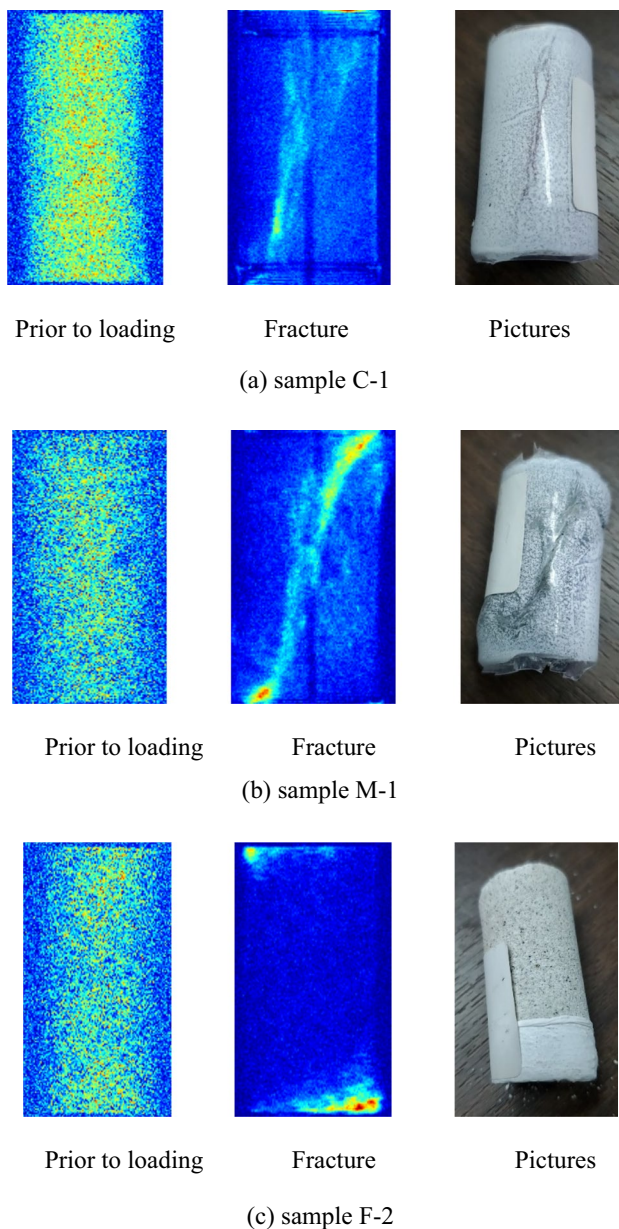 Prior to loading Fracture Pictures
(a) sample C-1
Prior to loading Fracture Pictures
(b) sample M-1
Prior to loading Fracture Pictures
(c) sample F-2